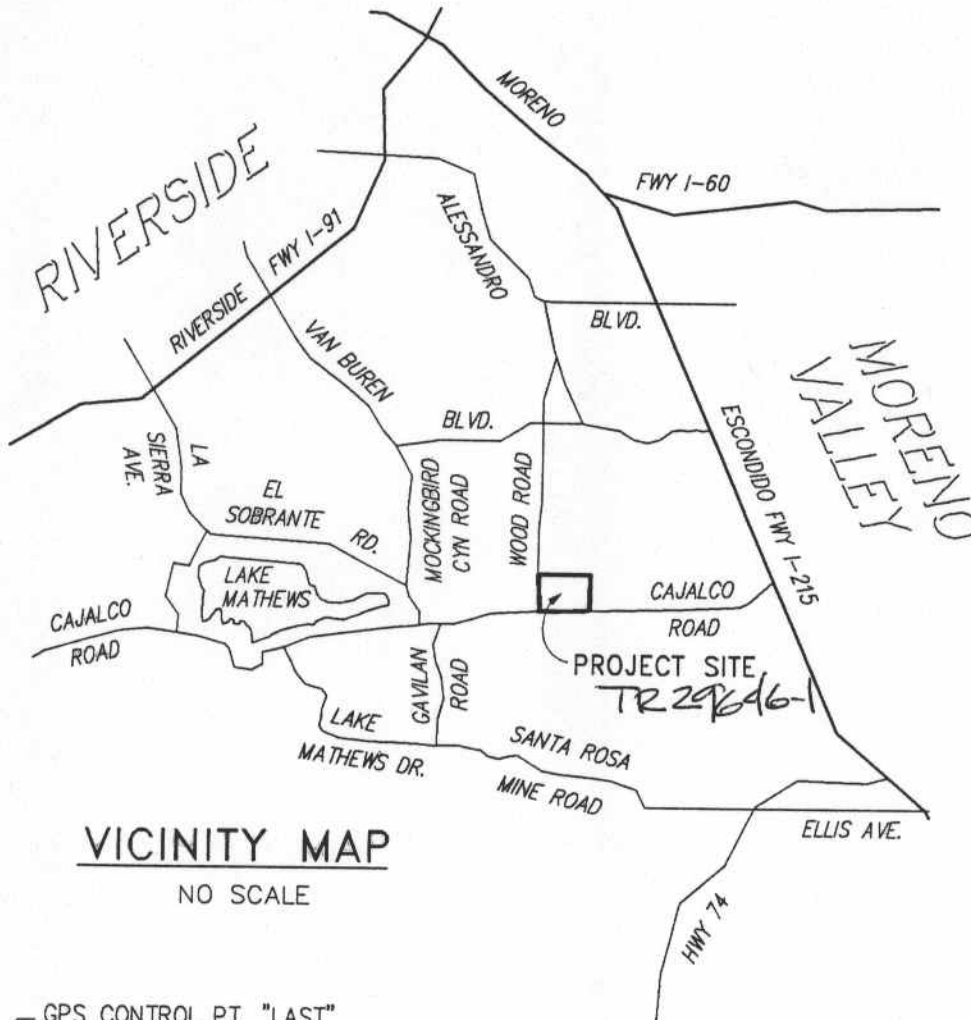 MORENO
FWY I-60
RIVERSIDE
RIVERSIDE FWY I-91
ALESSANDRO
BLVD.
VAN BUREN
BLVD.
MORENO
VALLEY
LA
SIERRA
AVE.
EL
SOBRANTE
RD.
MOCKINGBIRD
CYN ROAD
WOOD ROAD
ESCONDIDO FWY I-215
LAKE
MATHEWS
CAJALCO
ROAD
CAJALCO
ROAD
GAVILAN
ROAD
PROJECT SITE
TR 29646-1
LAKE
MATHEWS DR.
SANTA ROSA
MINE ROAD
ELLIS AVE.
HWY 74
VICINITY MAP
NO SCALE
GPS CONTROL PT. "LAST"